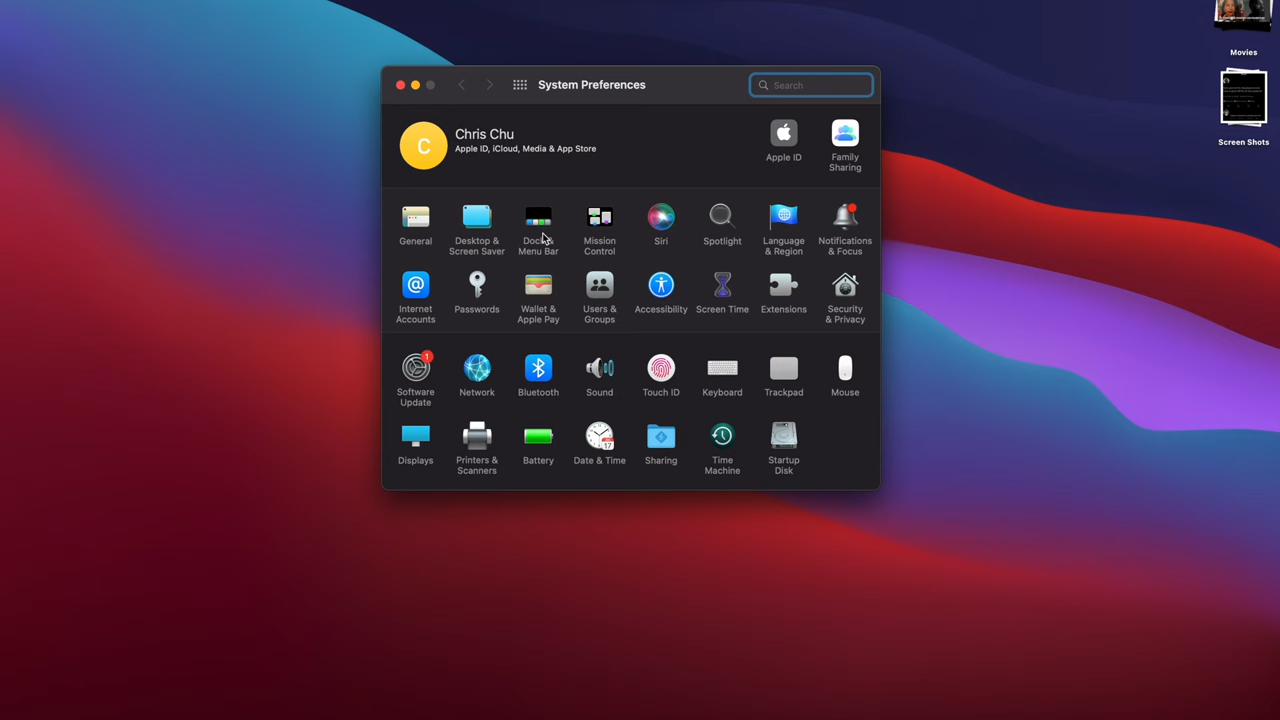 System Preferences
Search
C
Chris Chu
Apple ID, iCloud, Media & App Store
Apple ID
Family
Sharing
General
Desktop &
Screen Saver
Dock &
Menu Bar
Mission
Control
Siri
Spotlight
Language
& Region
Notifications
& Focus
Internet
Accounts
Passwords
Wallet &
Apple Pay
Users &
Groups
Accessibility
Screen Time
Extensions
Security
& Privacy
1
Software
Update
Network
Bluetooth
Sound
Touch ID
Keyboard
Trackpad
Mouse
Displays
Printers &
Scanners
Battery
JUL
17
Date & Time
Sharing
Time
Machine
Startup
Disk
Movies
Screen Shots